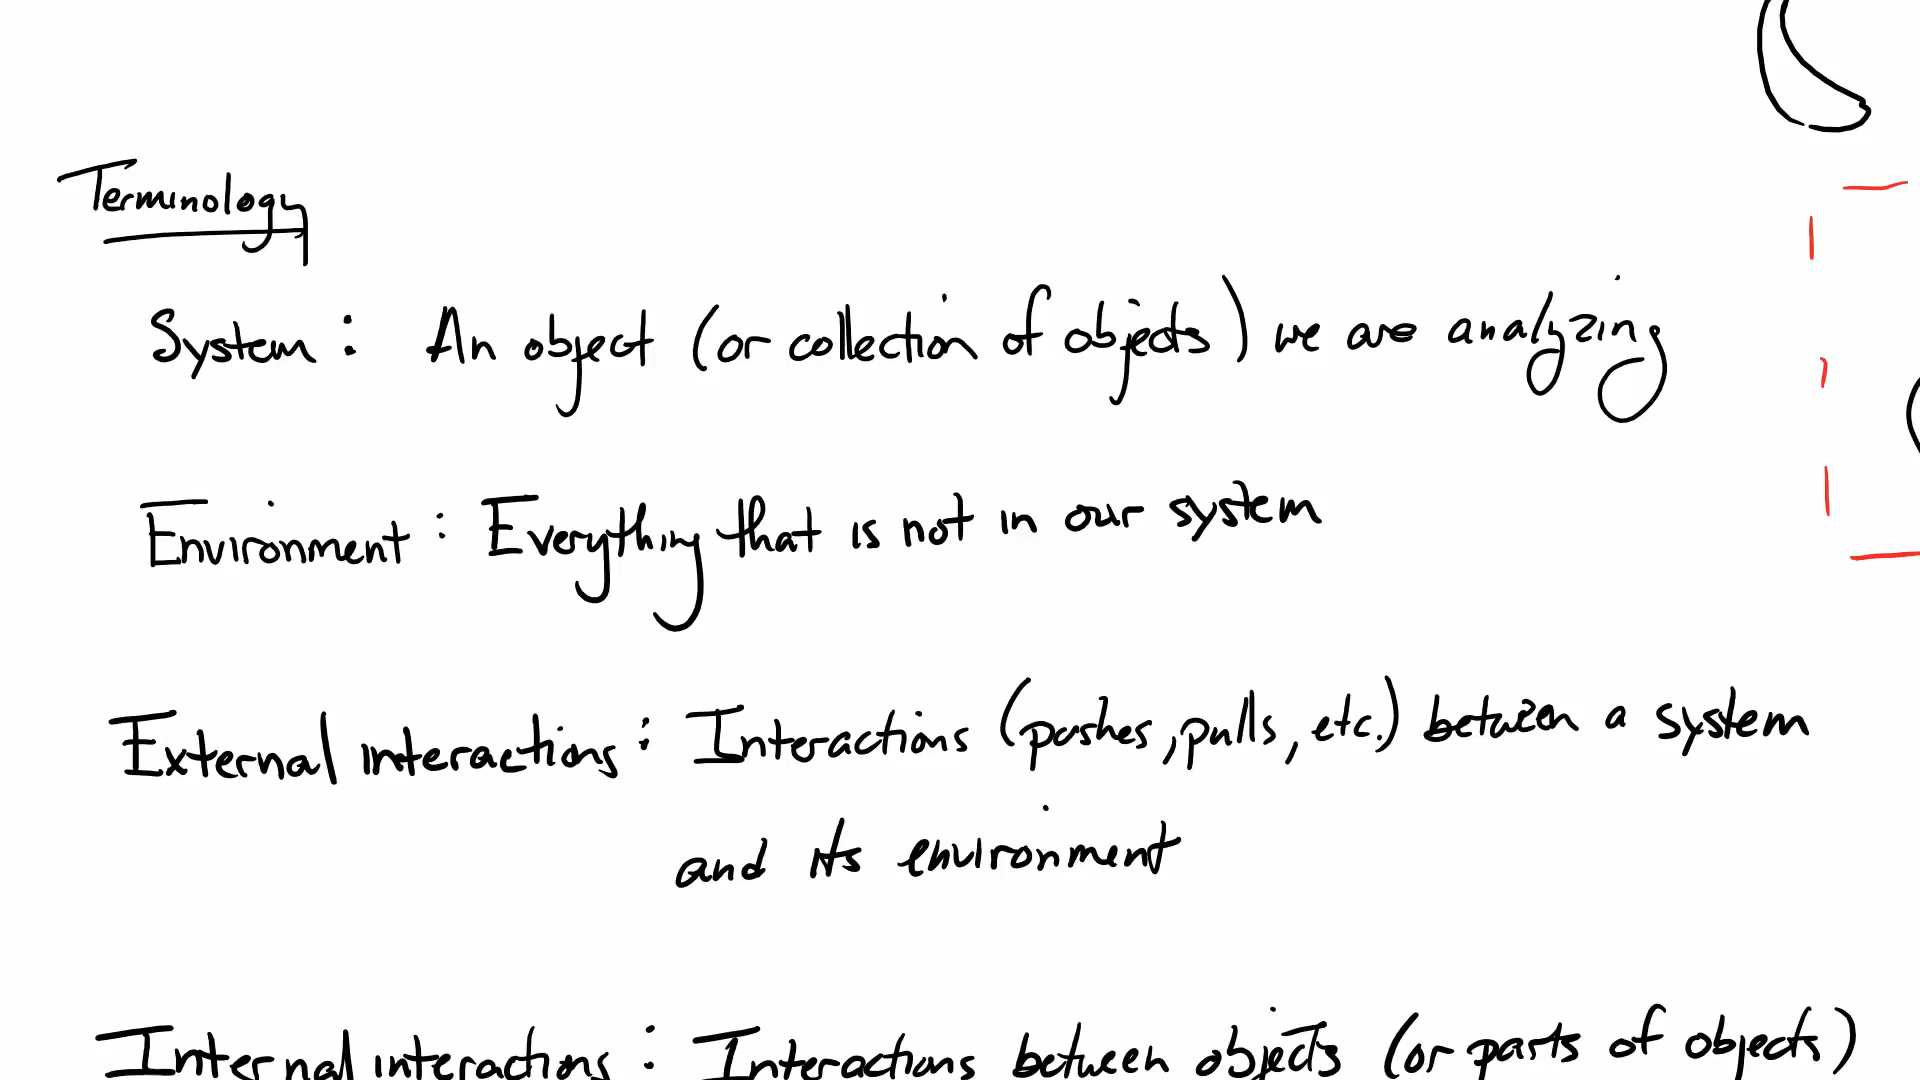 Terminology
System: An object (or collection of objects) we are analyzing
Environment: Everything that is not in our system
External interactions: Interactions (pushes, pulls, etc.) between a system
and its environment
Internal interactions: Interactions between objects (or parts of objects)